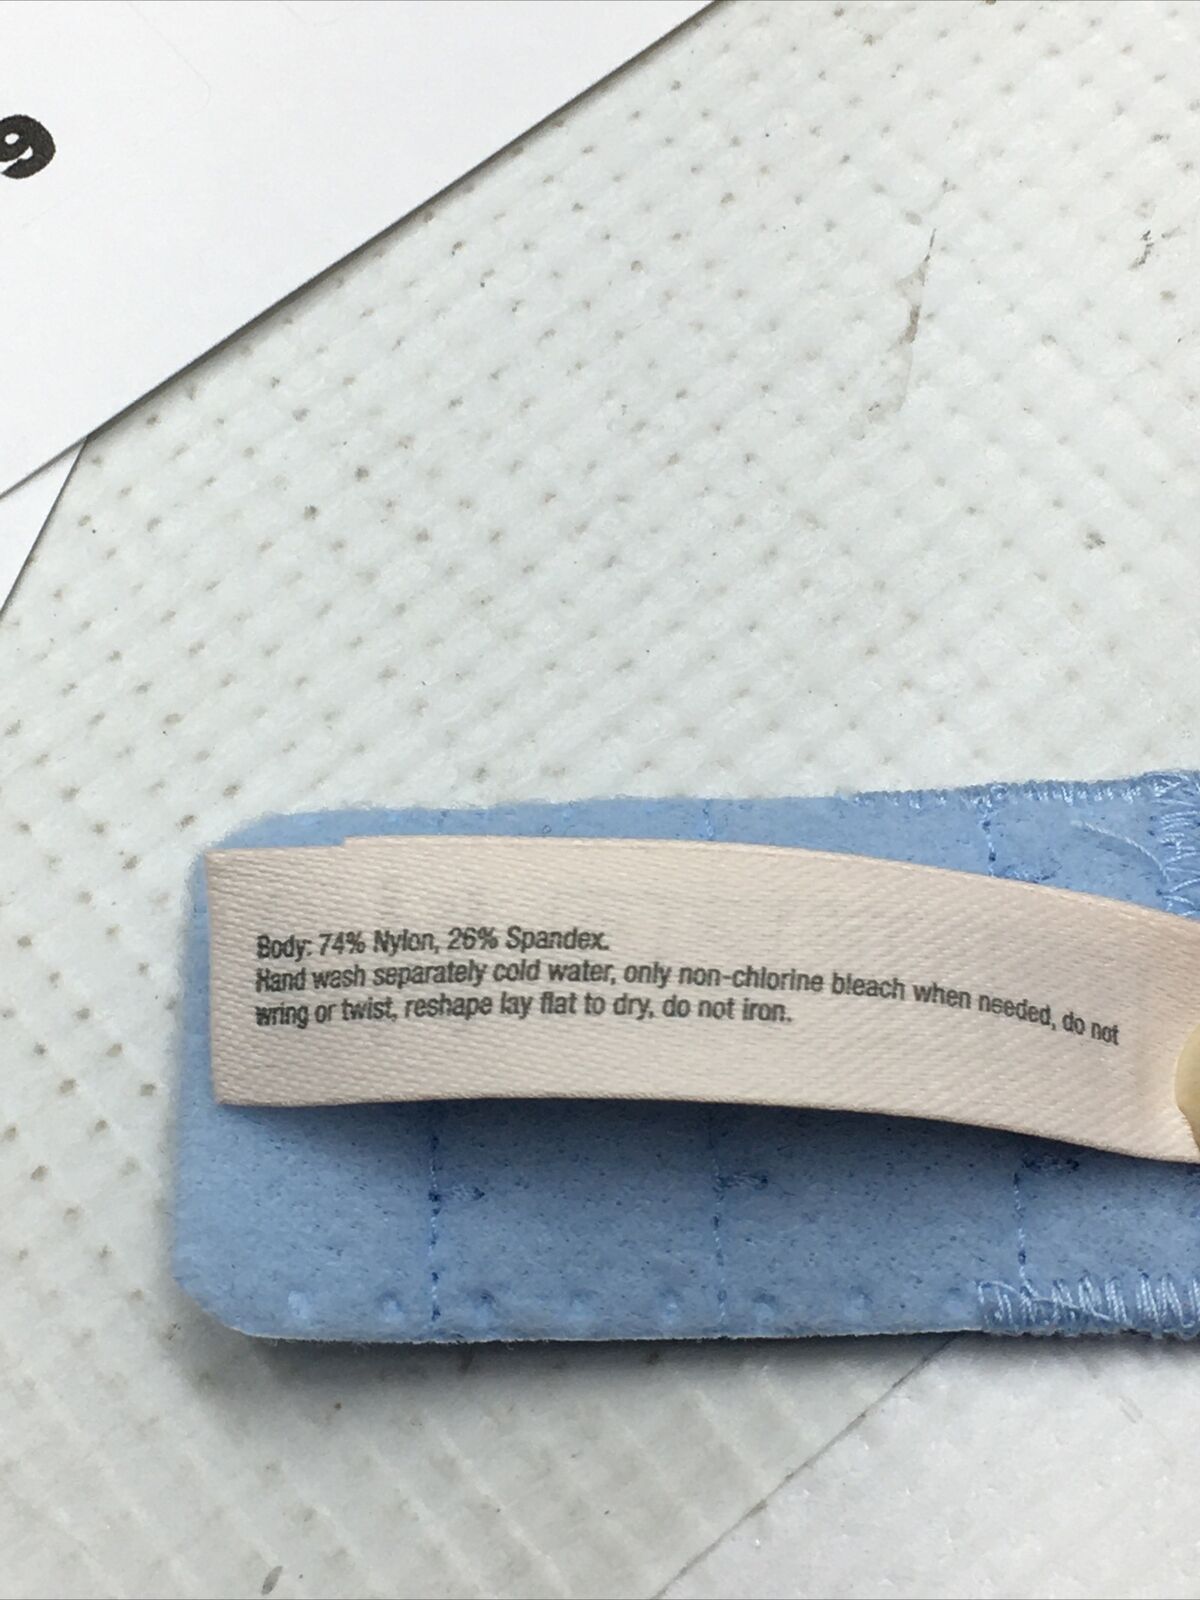 9
Body: 74% Nylon, 26% Spandex.
Hand wash separately cold water, only non-chlorine bleach when needed, do not
wring or twist, reshape lay flat to dry, do not iron.